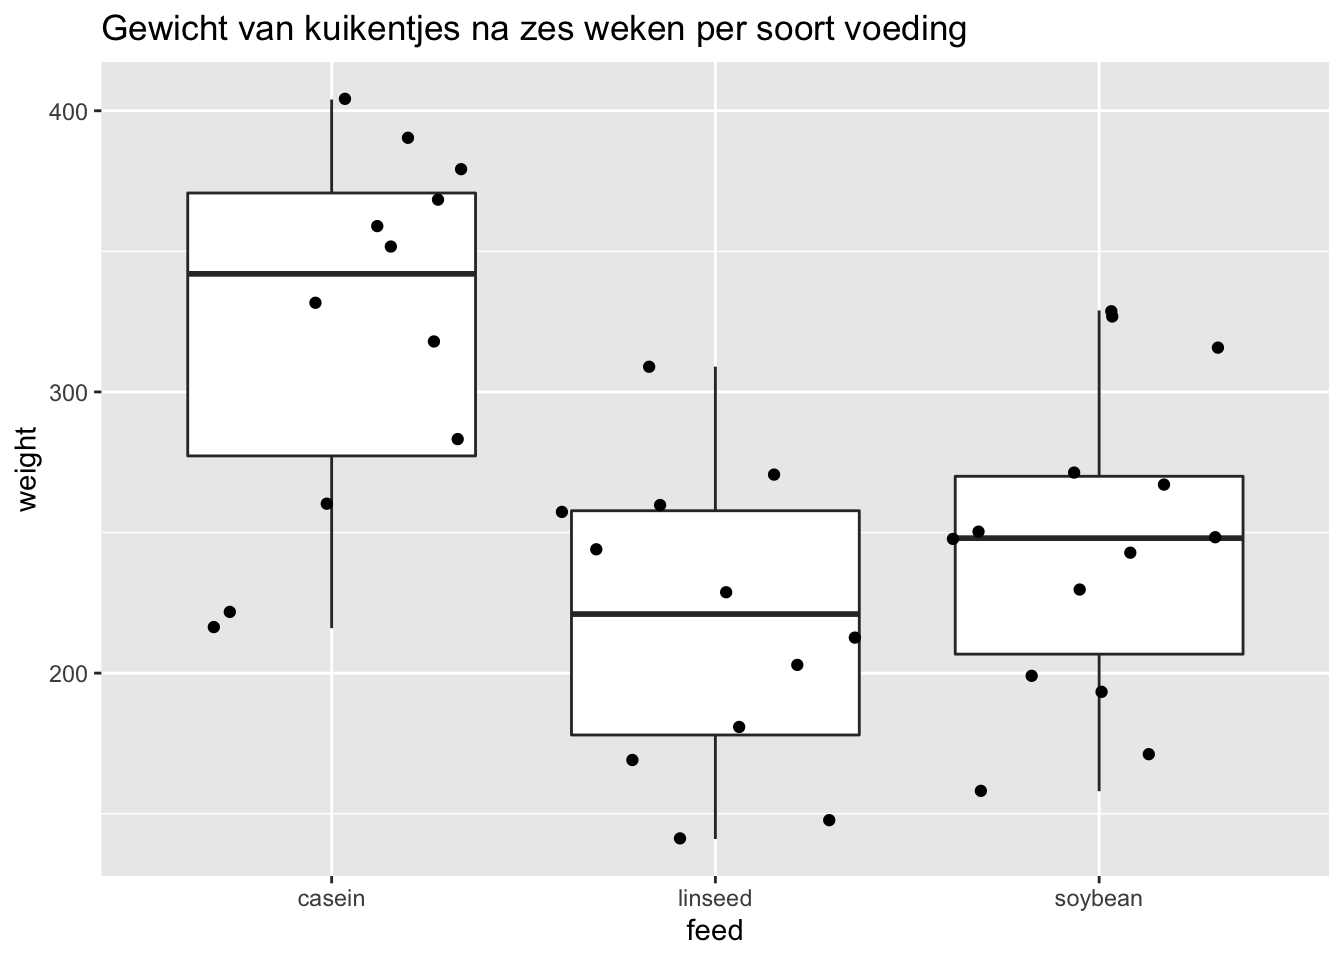 Gewicht van kuikentjes na zes weken per soort voeding
400
300
200
weight
casein
linseed
soybean
feed